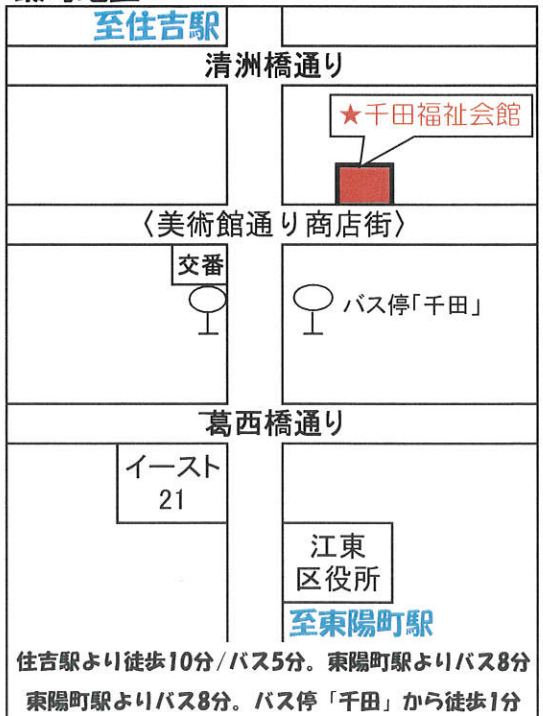 至住吉駅
清洲橋通り
★千田福祉会館
〈美術館通り商店街〉
交番
バス停「千田」
葛西橋通り
イースト
21
江東
区役所
至東陽町駅
住吉駅より徒歩10分/バス5分。東陽町駅よりバス8分
東陽町駅よりバス8分。バス停「千田」から徒歩1分